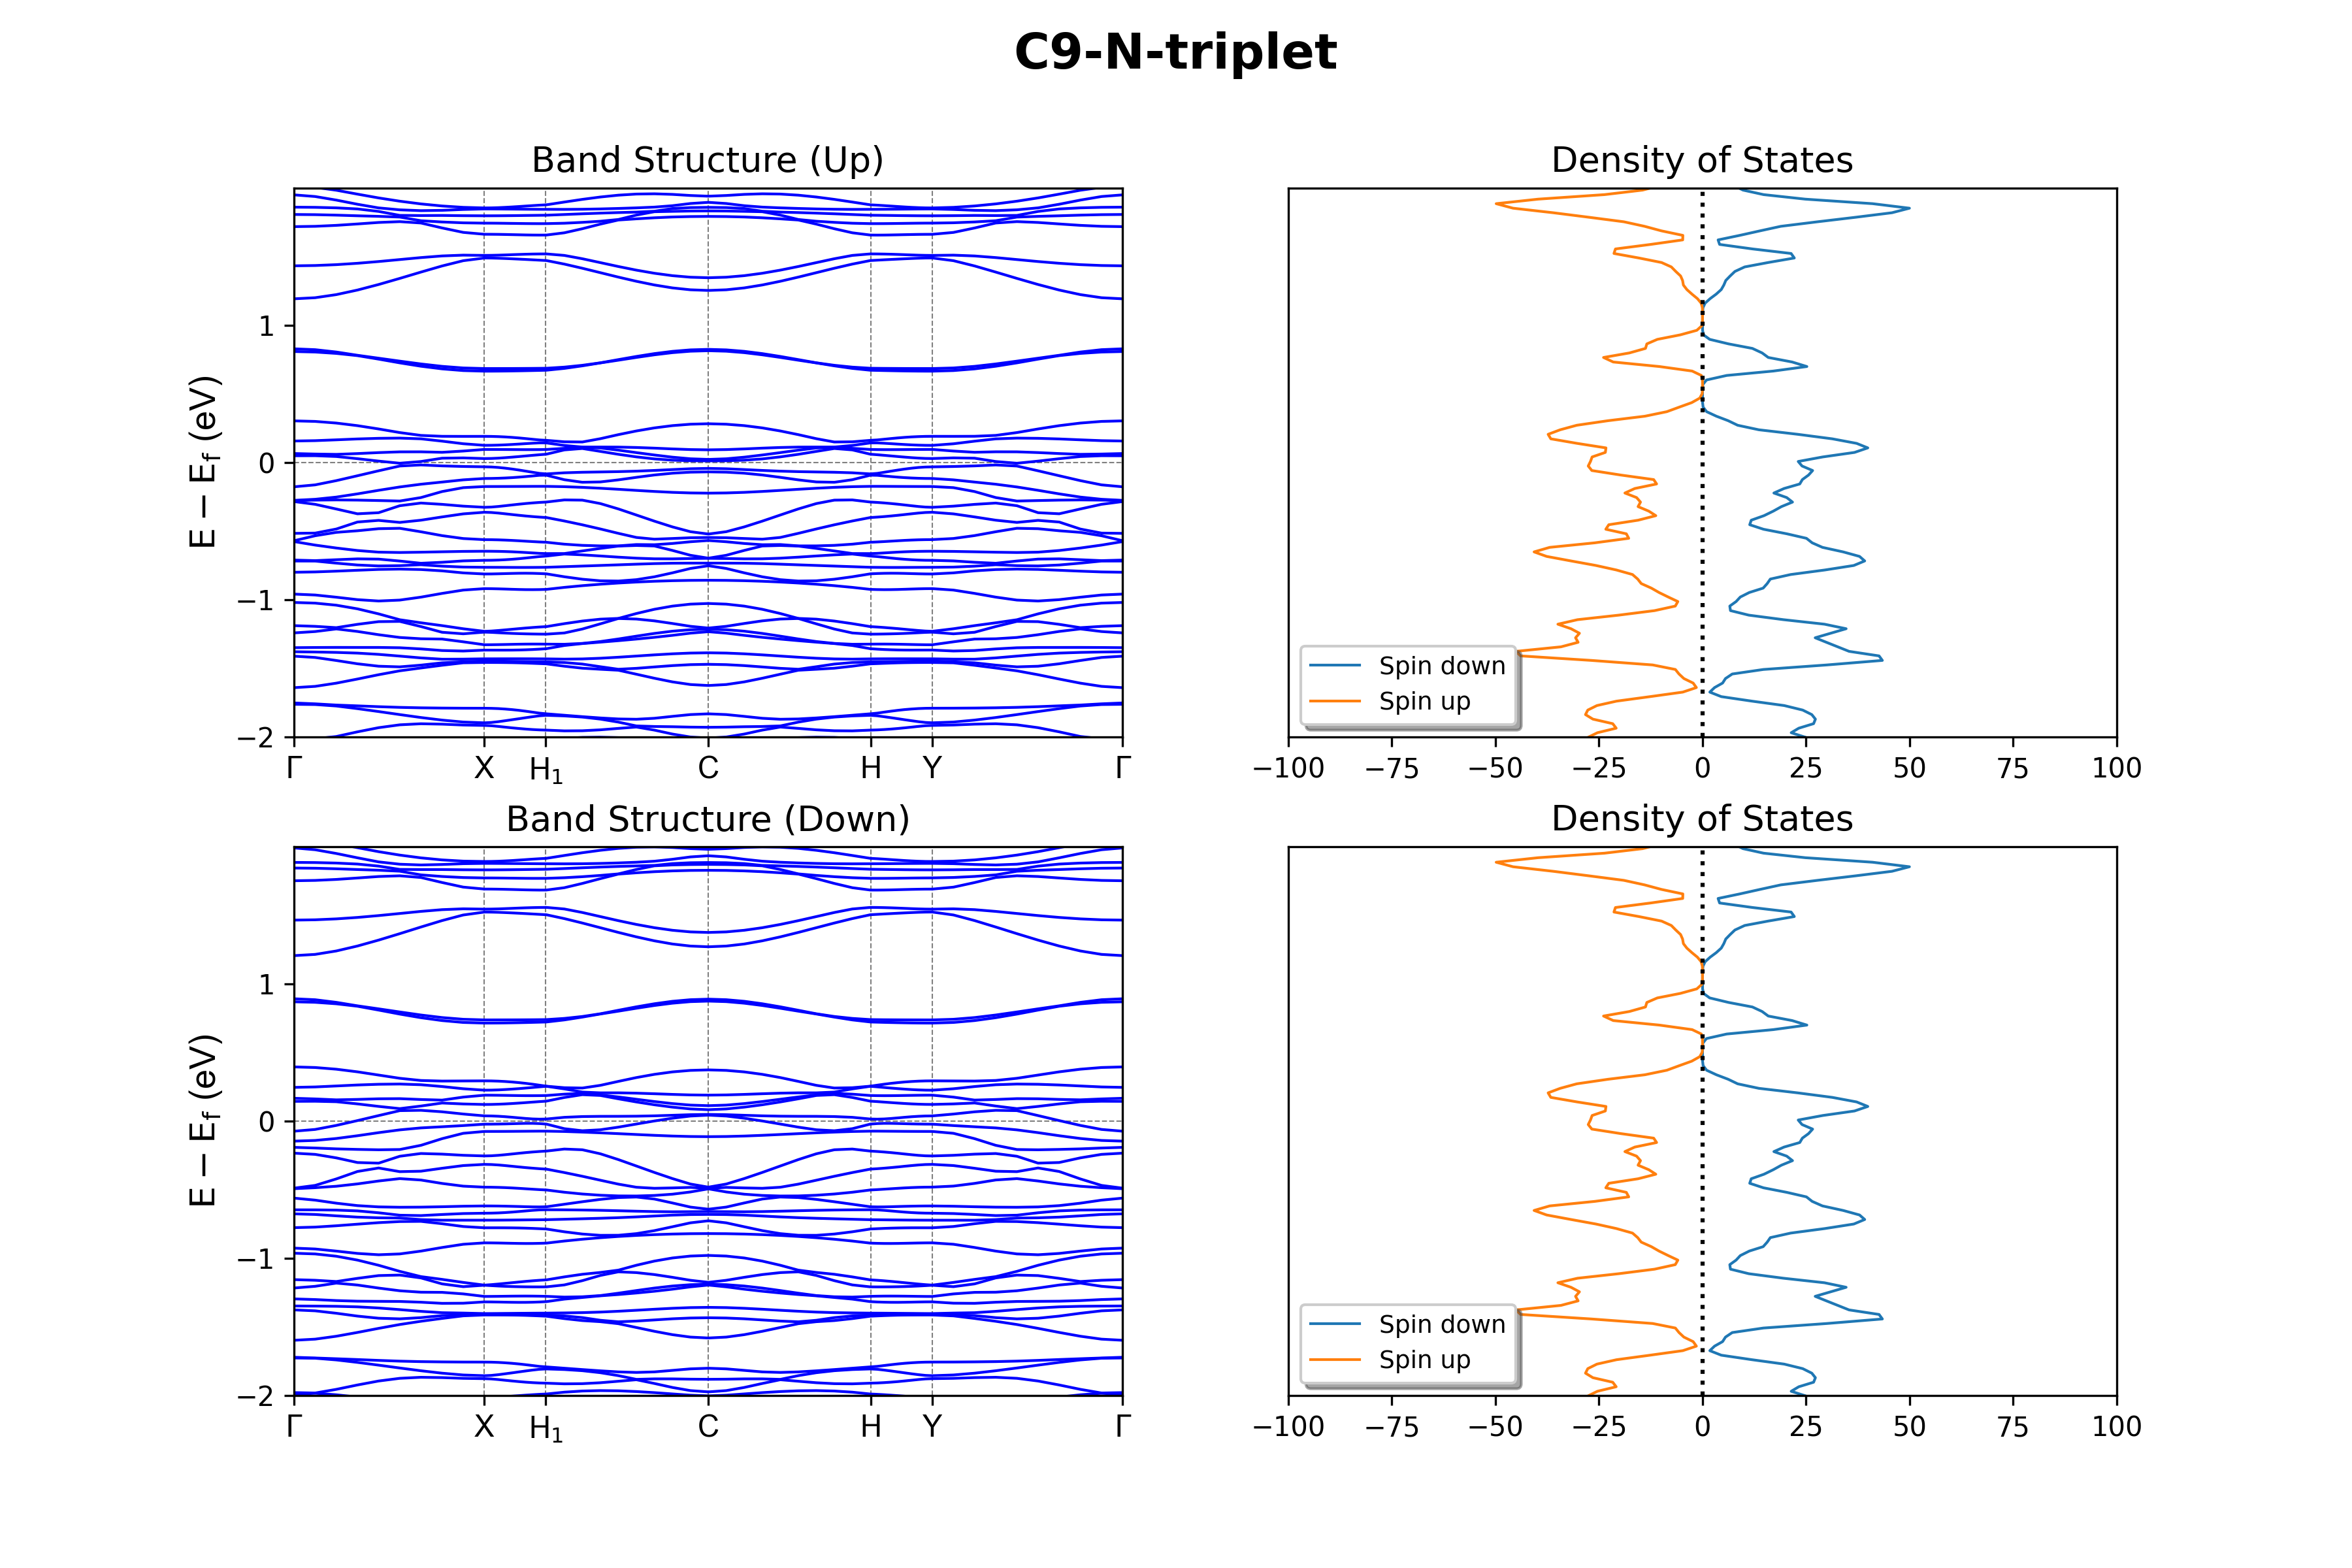 C9-N-triplet
Band Structure (Up)
E − E_f (eV)
1
0
−1
−2
Γ X H₁ C H Y Γ
Density of States
Spin down
Spin up
−100 −75 −50 −25 0 25 50 75 100
Band Structure (Down)
E − E_f (eV)
1
0
−1
−2
Γ X H₁ C H Y Γ
Density of States
Spin down
Spin up
−100 −75 −50 −25 0 25 50 75 100